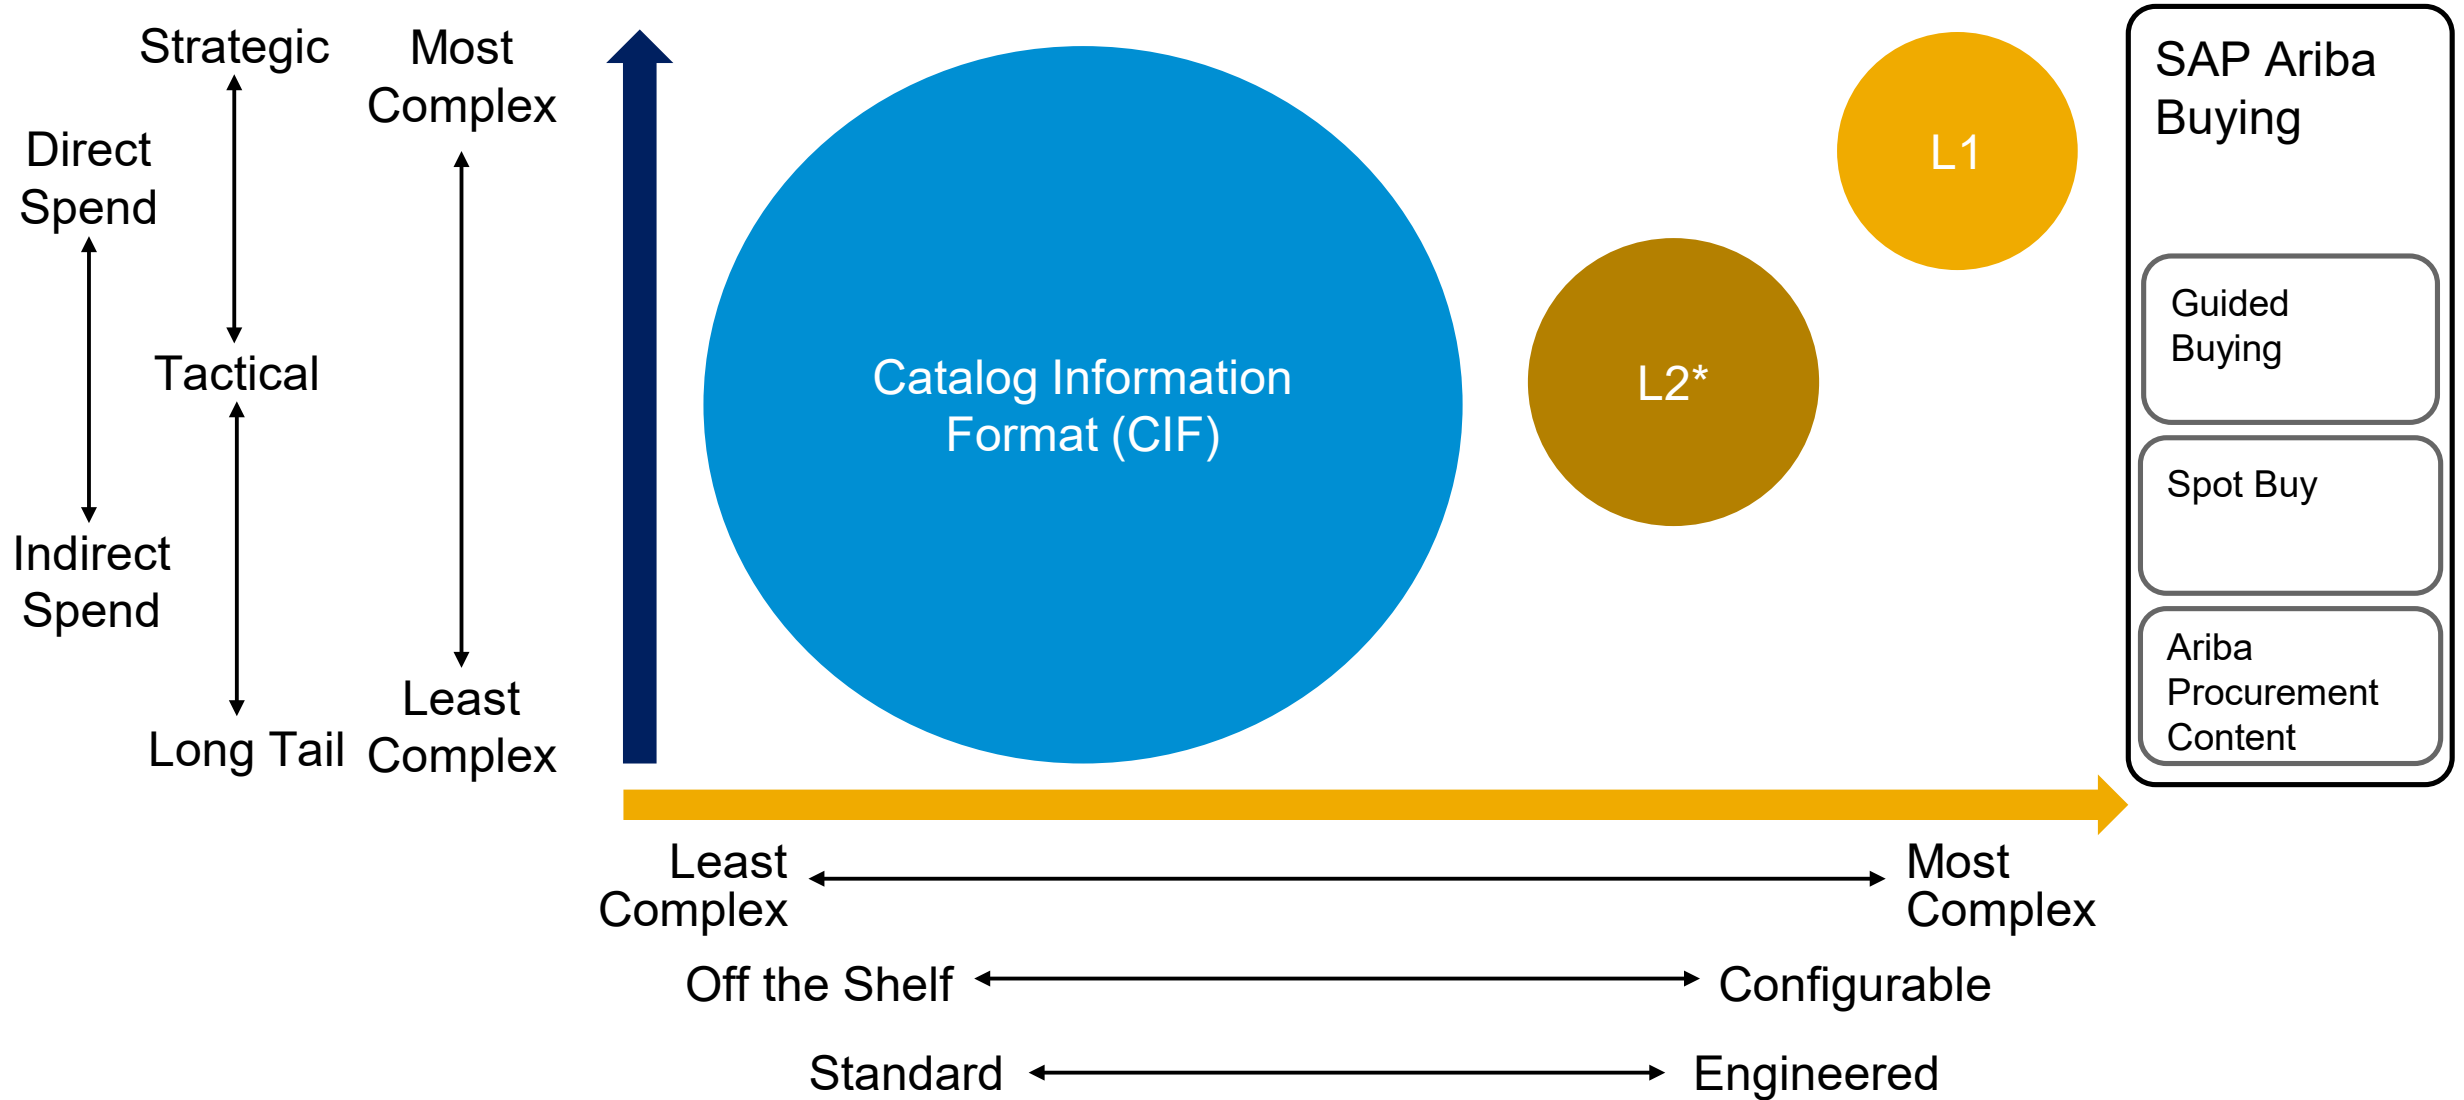 Strategic
Most
Complex
Direct
Spend
Tactical
Indirect
Spend
Long Tail
Least
Complex
Catalog Information
Format (CIF)
L2*
L1
SAP Ariba
Buying
Guided
Buying
Spot Buy
Ariba
Procurement
Content
Least
Complex
Most
Complex
Off the Shelf
Configurable
Standard
Engineered